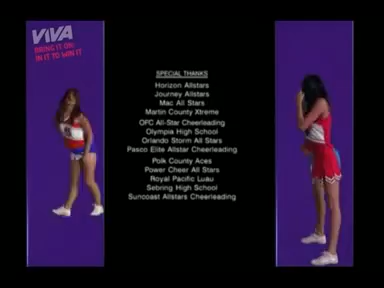 VIVA
BRING IT ON:
IN IT TO WIN IT
SPECIAL THANKS
Horizon Allstars
Journey Allstars
Mac All Stars
Martin County Xtreme
OFC All-Star Cheerleading
Olympia High School
Orlando Storm All Stars
Pasco Elite Allstar Cheerleading
Polk County Aces
Power Cheer All Stars
Royal Pacific Luau
Sebring High School
Suncoast Allstars Cheerleading